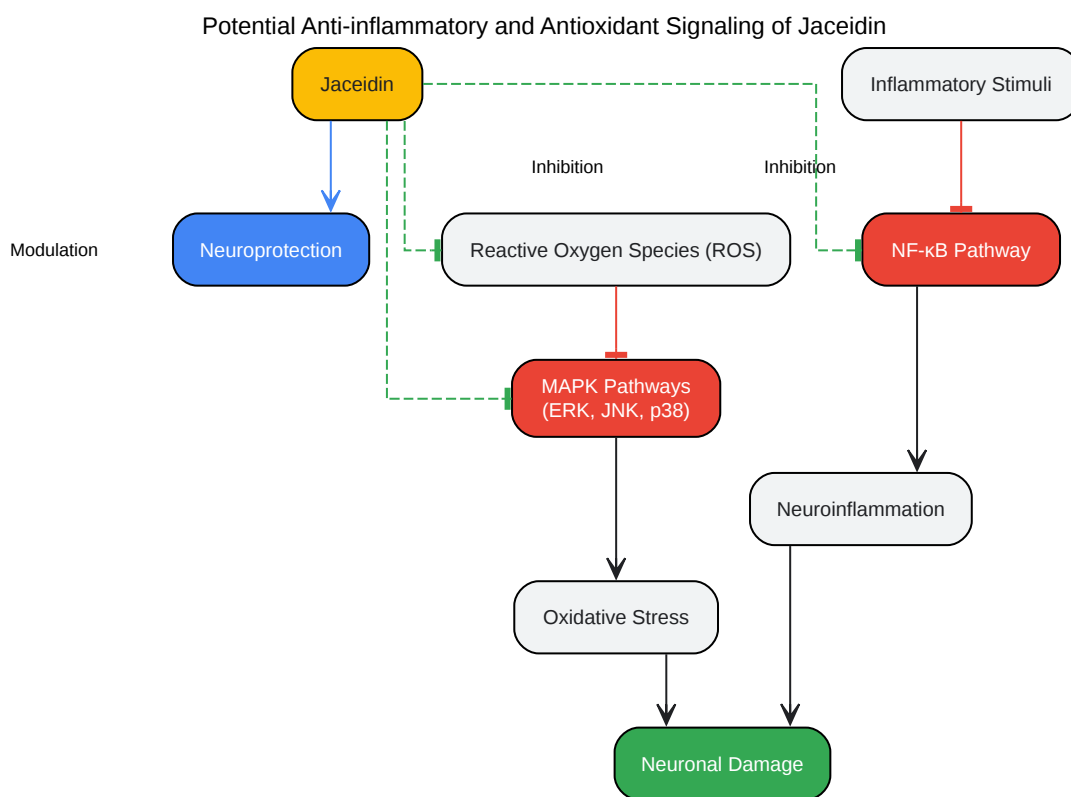 Potential Anti-inflammatory and Antioxidant Signaling of Jaceidin
Jaceidin
Inflammatory Stimuli
Inhibition
Inhibition
Modulation
Neuroprotection
Reactive Oxygen Species (ROS)
NF-κB Pathway
MAPK Pathways
(ERK, JNK, p38)
Neuroinflammation
Oxidative Stress
Neuronal Damage